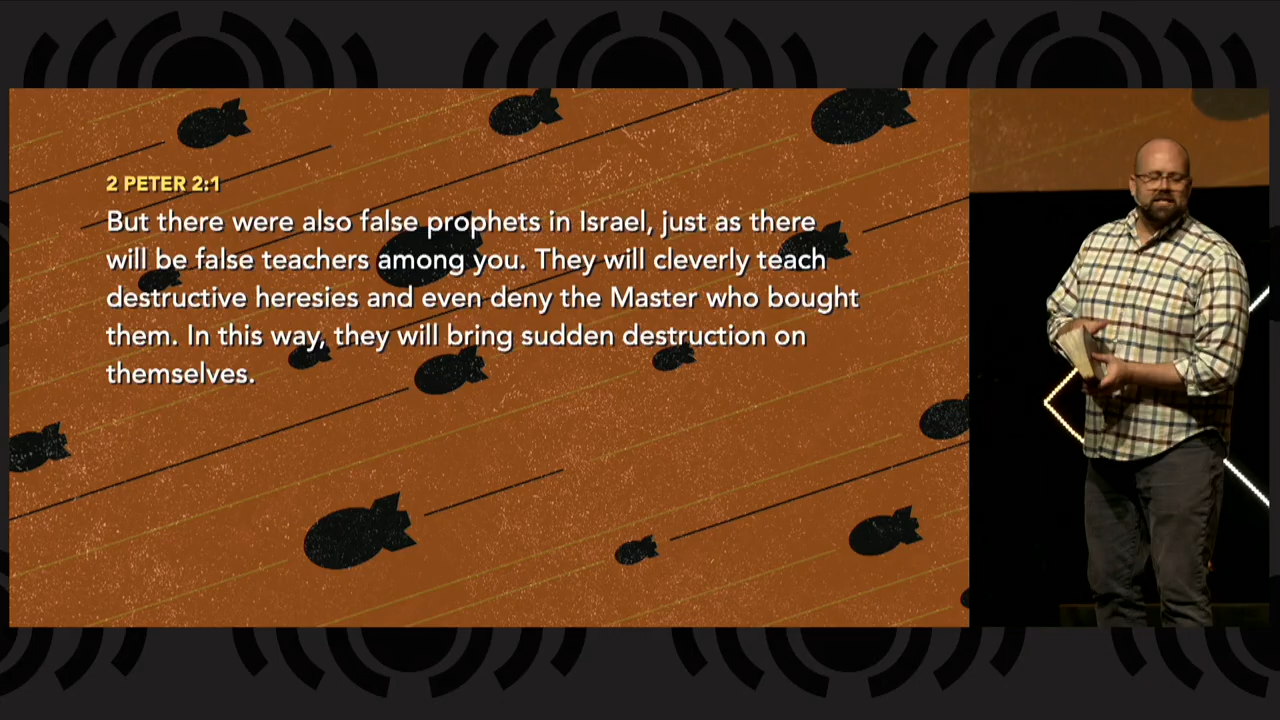 2 PETER 2:1
But there were also false prophets in Israel, just as there
will be false teachers among you. They will cleverly teach
destructive heresies and even deny the Master who bought
them. In this way, they will bring sudden destruction on
themselves.